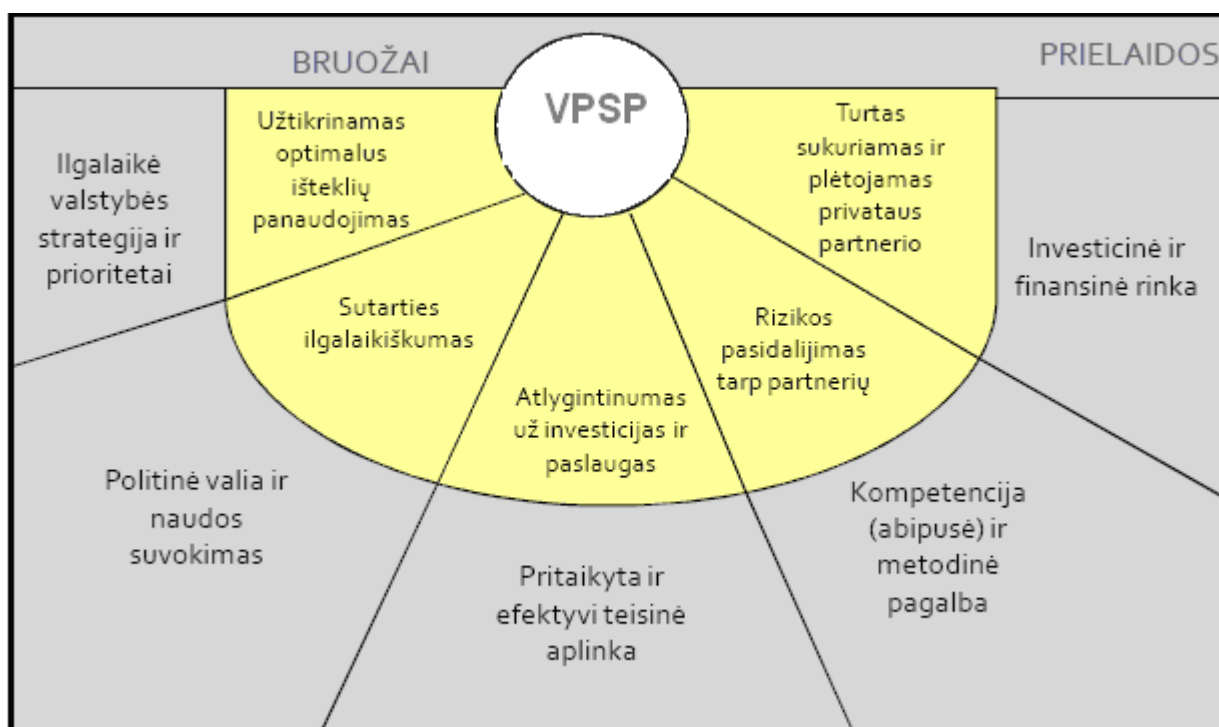 BRUOŽAI
PRIELAIDOS
VPSP
Užtikrinamas
optimalus
išteklių
panaudojimas
Turtas
sukuriamas ir
plėtojamas
privataus
partnerio
Ilgalaikė
valstybės
strategija ir
prioritetai
Investicinė ir
finansinė rinka
Sutarties
ilgalaikiškumas
Rizikos
pasidalijimas
tarp partnerių
Atlygintinumas
už investicijas ir
paslaugas
Politinė valia ir
naudos
suvokimas
Pritaikyta ir
efektyvi teisinė
aplinka
Kompetencija
(abipusė) ir
metodinė
pagalba